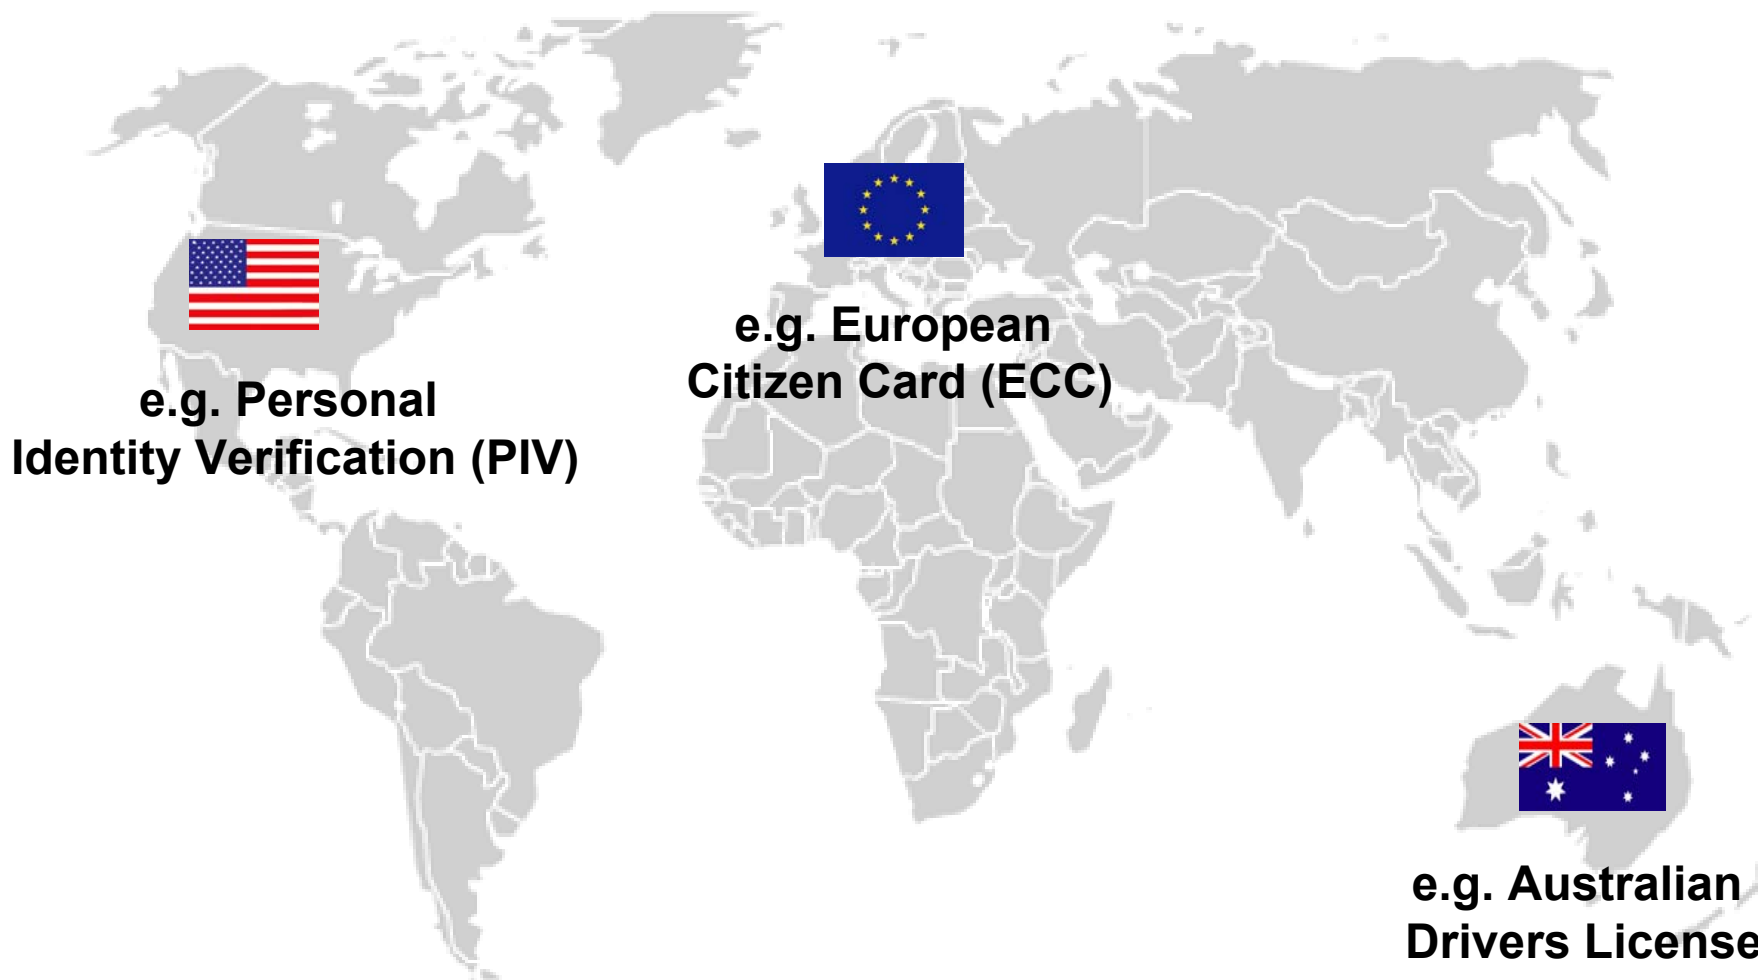 e.g. Personal
Identity Verification (PIV)
e.g. European
Citizen Card (ECC)
e.g. Australian
Drivers License